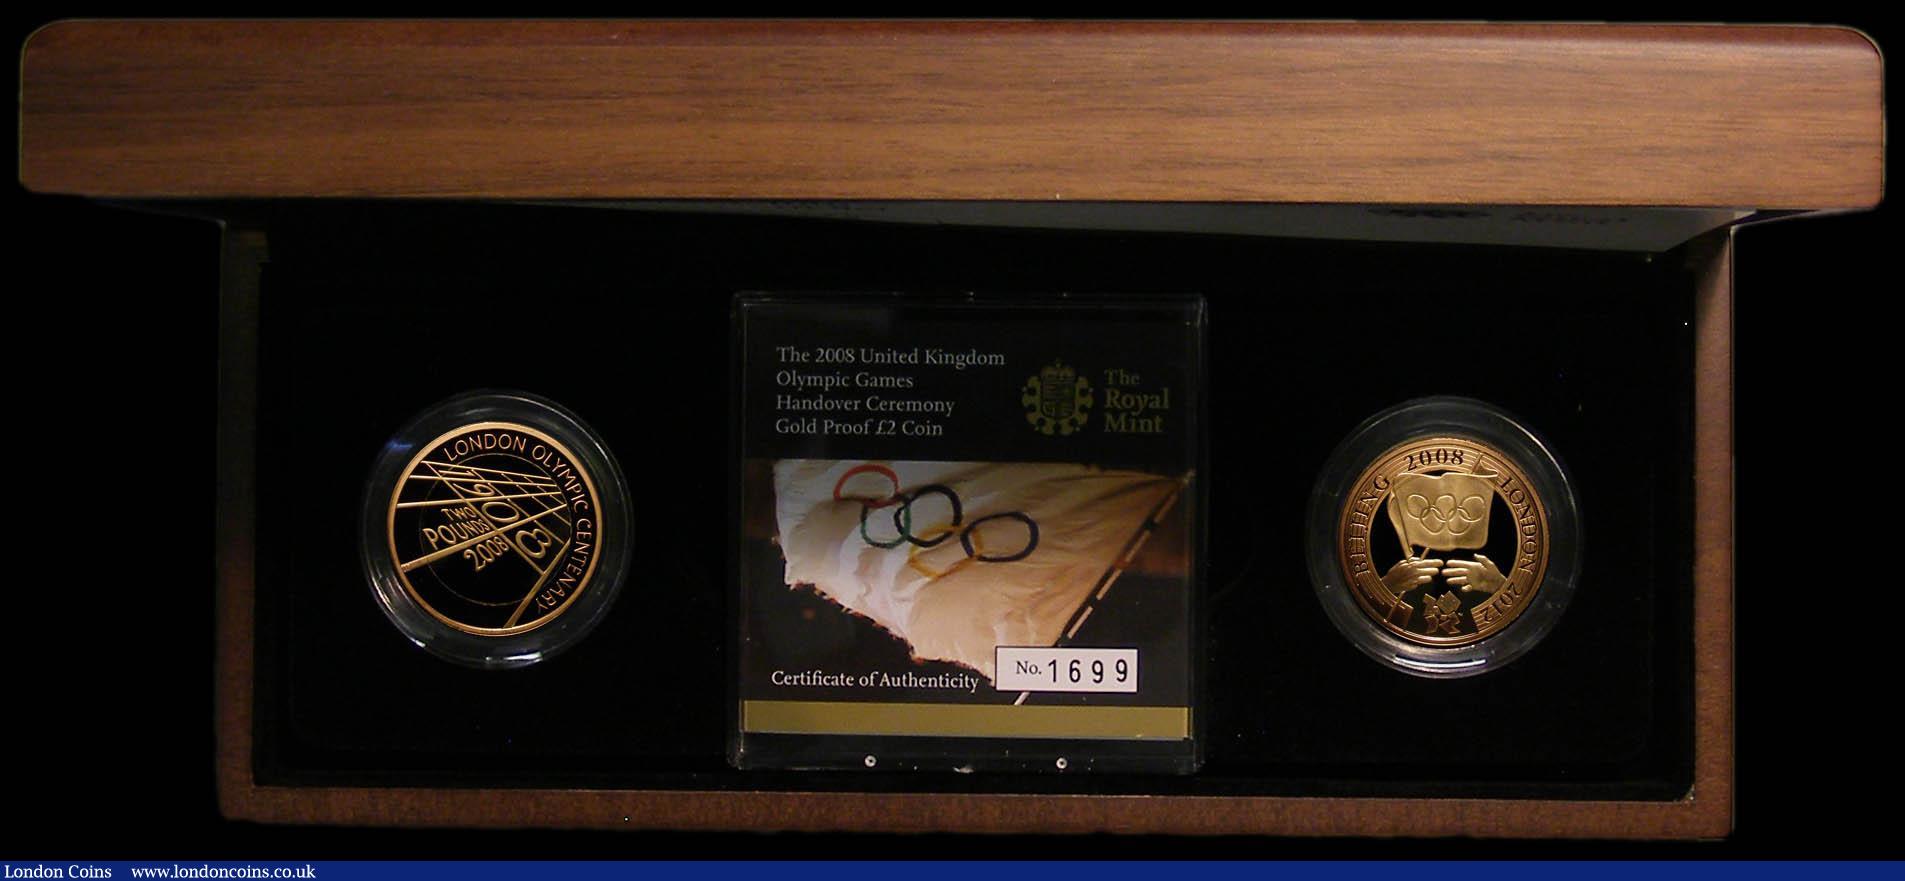 LONDON OLYMPIC CENTENARY
1908
TWO
POUNDS
2008
The 2008 United Kingdom
Olympic Games
Handover Ceremony
Gold Proof £2 Coin
The
Royal
Mint
Certificate of Authenticity
No. 1699
BEIJING 2008 LONDON 2012
London Coins www.londoncoins.co.uk